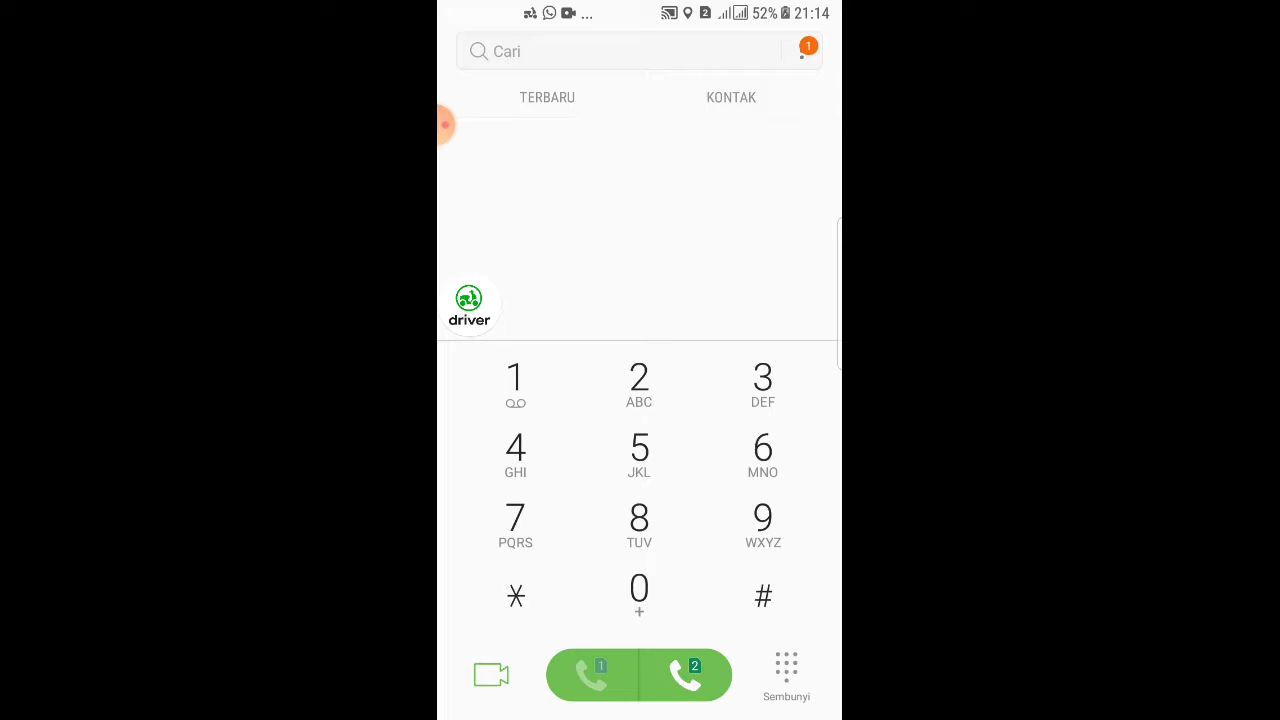 ... 2 52% 21:14
Cari 1
TERBARU KONTAK
driver
1 2 3
ABC DEF
4 5 6
GHI JKL MNO
7 8 9
PQRS TUV WXYZ
* 0 #
+
1 2
Sembunyi